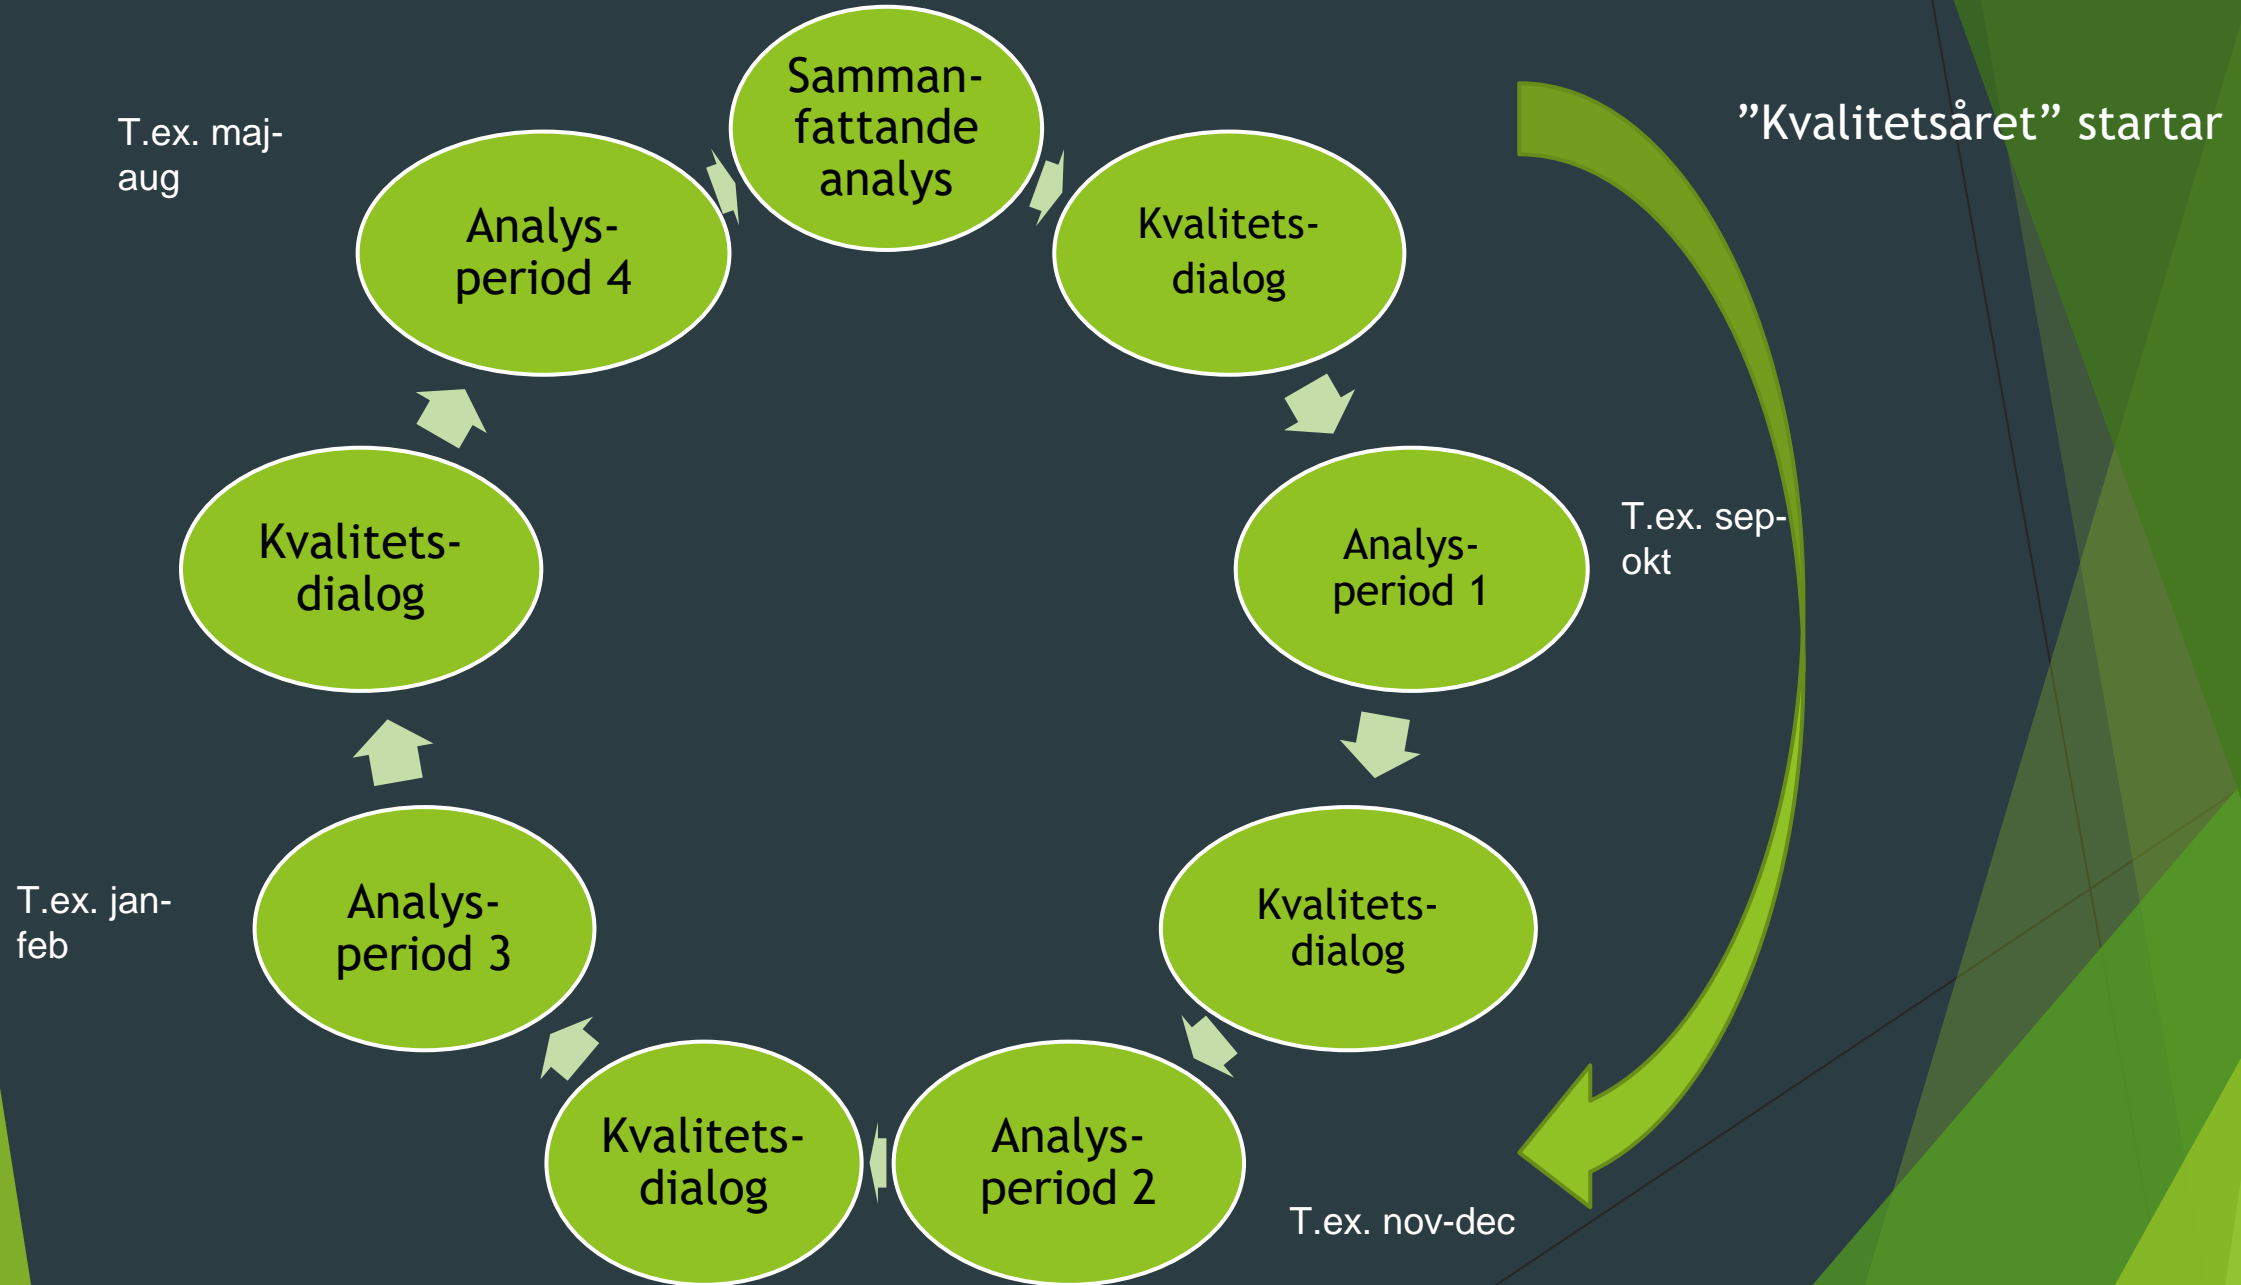 Samman-
fattande
analys
”Kvalitetsåret” startar
Kvalitets-
dialog
Analys-
period 1
T.ex. sep-
okt
Kvalitets-
dialog
Analys-
period 2
T.ex. nov-dec
Kvalitets-
dialog
Analys-
period 3
T.ex. jan-
feb
Kvalitets-
dialog
Analys-
period 4
T.ex. maj-
aug